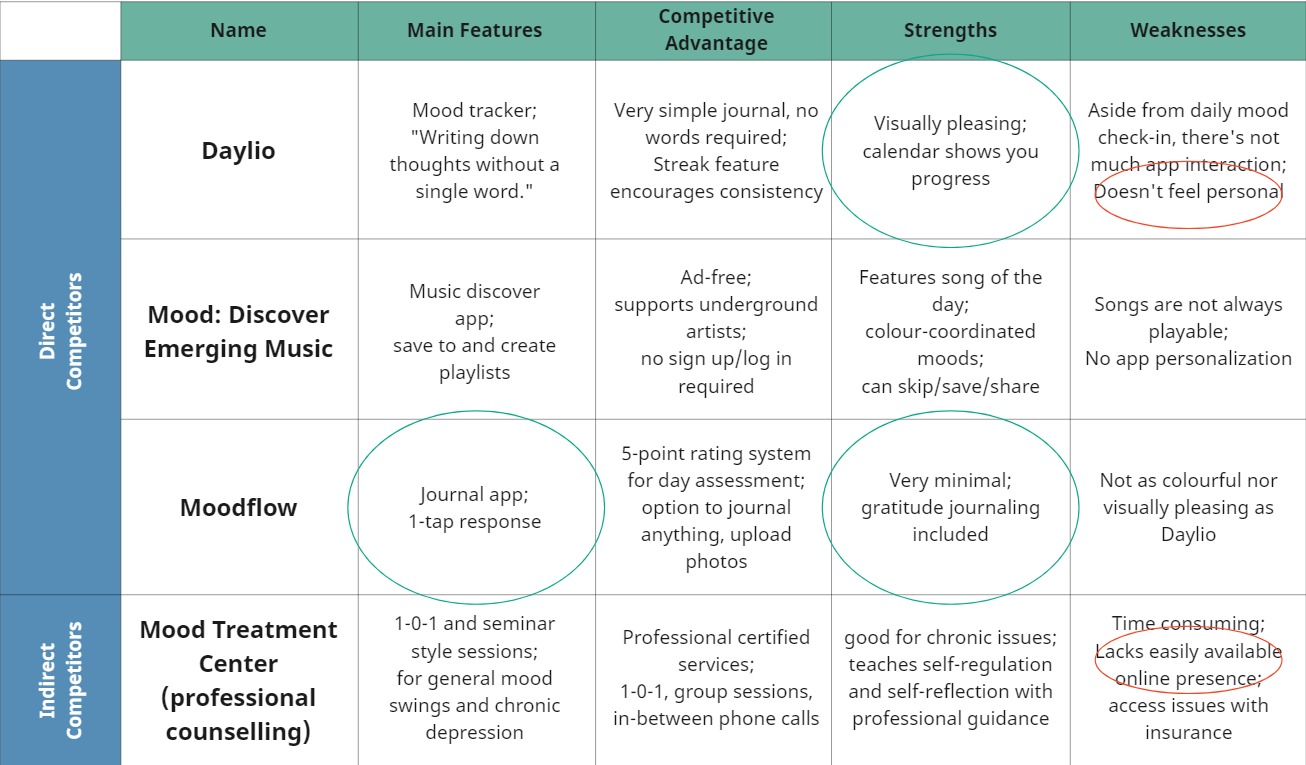 Name
Main Features
Competitive
Advantage
Strengths
Weaknesses
Direct
Competitors
Daylio
Mood tracker;
"Writing down
thoughts without a
single word."
Very simple journal, no
words required;
Streak feature
encourages consistency
Visually pleasing;
calendar shows you
progress
Aside from daily mood
check-in, there's not
much app interaction;
Doesn't feel personal
Mood: Discover
Emerging Music
Music discover
app;
save to and create
playlists
Ad-free;
supports underground
artists;
no sign up/log in
required
Features song of the
day;
colour-coordinated
moods;
can skip/save/share
Songs are not always
playable;
No app personalization
Moodflow
Journal app;
1-tap response
5-point rating system
for day assessment;
option to journal
anything, upload
photos
Very minimal;
gratitude journaling
included
Not as colourful nor
visually pleasing as
Daylio
Indirect
Competitors
Mood Treatment
Center
(professional
counselling)
1-0-1 and seminar
style sessions;
for general mood
swings and chronic
depression
Professional certified
services;
1-0-1, group sessions,
in-between phone calls
good for chronic issues;
teaches self-regulation
and self-reflection with
professional guidance
Time consuming;
Lacks easily available
online presence;
access issues with
insurance